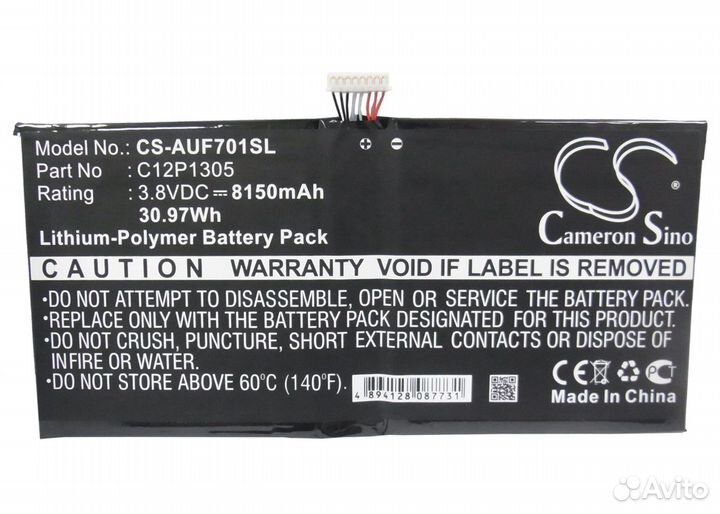 Model No.: CS-AUF701SL
Part No : C12P1305
Rating : 3.8VDC⎓8150mAh
30.97Wh
Lithium-Polymer Battery Pack
CS
Cameron Sino
CAUTION WARRANTY VOID IF LABEL IS REMOVED
•DO NOT ATTEMPT TO DISASSEMBLE, OPEN OR SERVICE THE BATTERY PACK.
•REPLACE ONLY WITH THE BATTERY PACK DESIGNATED FOR THIS PRODUCT.
•DO NOT CRUSH, PUNCTURE, SHORT EXTERNAL CONTACTS OR DISPOSE OF
IN FIRE OR WATER.
•DO NOT STORE ABOVE 60°C (140°F)
4 894128 087731
CE
Made In China
Avito